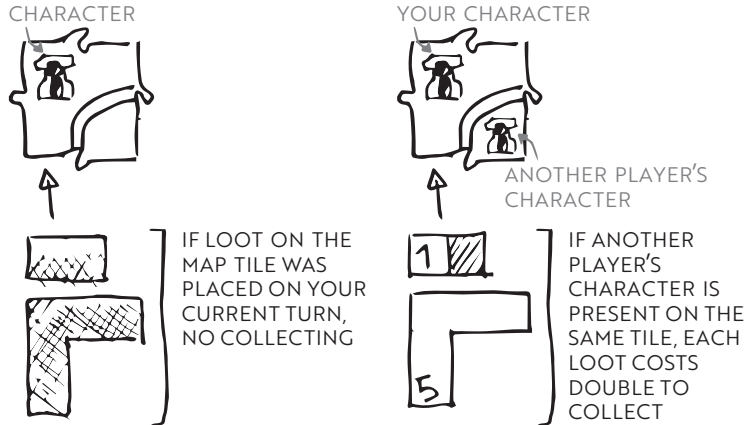 CHARACTER
IF LOOT ON THE
MAP TILE WAS
PLACED ON YOUR
CURRENT TURN,
NO COLLECTING
YOUR CHARACTER
ANOTHER PLAYER'S
CHARACTER
1
5
IF ANOTHER
PLAYER'S
CHARACTER IS
PRESENT ON THE
SAME TILE, EACH
LOOT COSTS
DOUBLE TO
COLLECT